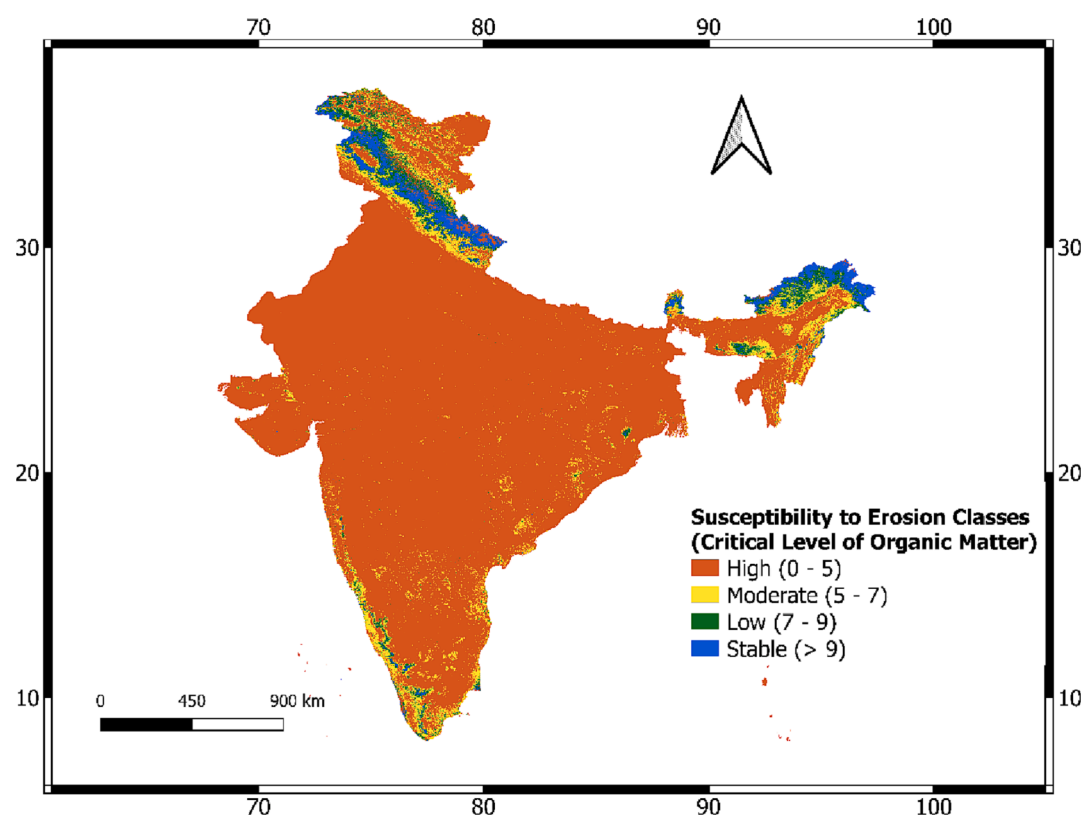 70 80 90 100
30 30
20 20
Susceptibility to Erosion Classes
(Critical Level of Organic Matter)
High (0 - 5)
Moderate (5 - 7)
Low (7 - 9)
Stable (> 9)
0 450 900 km
10 10
70 80 90 100